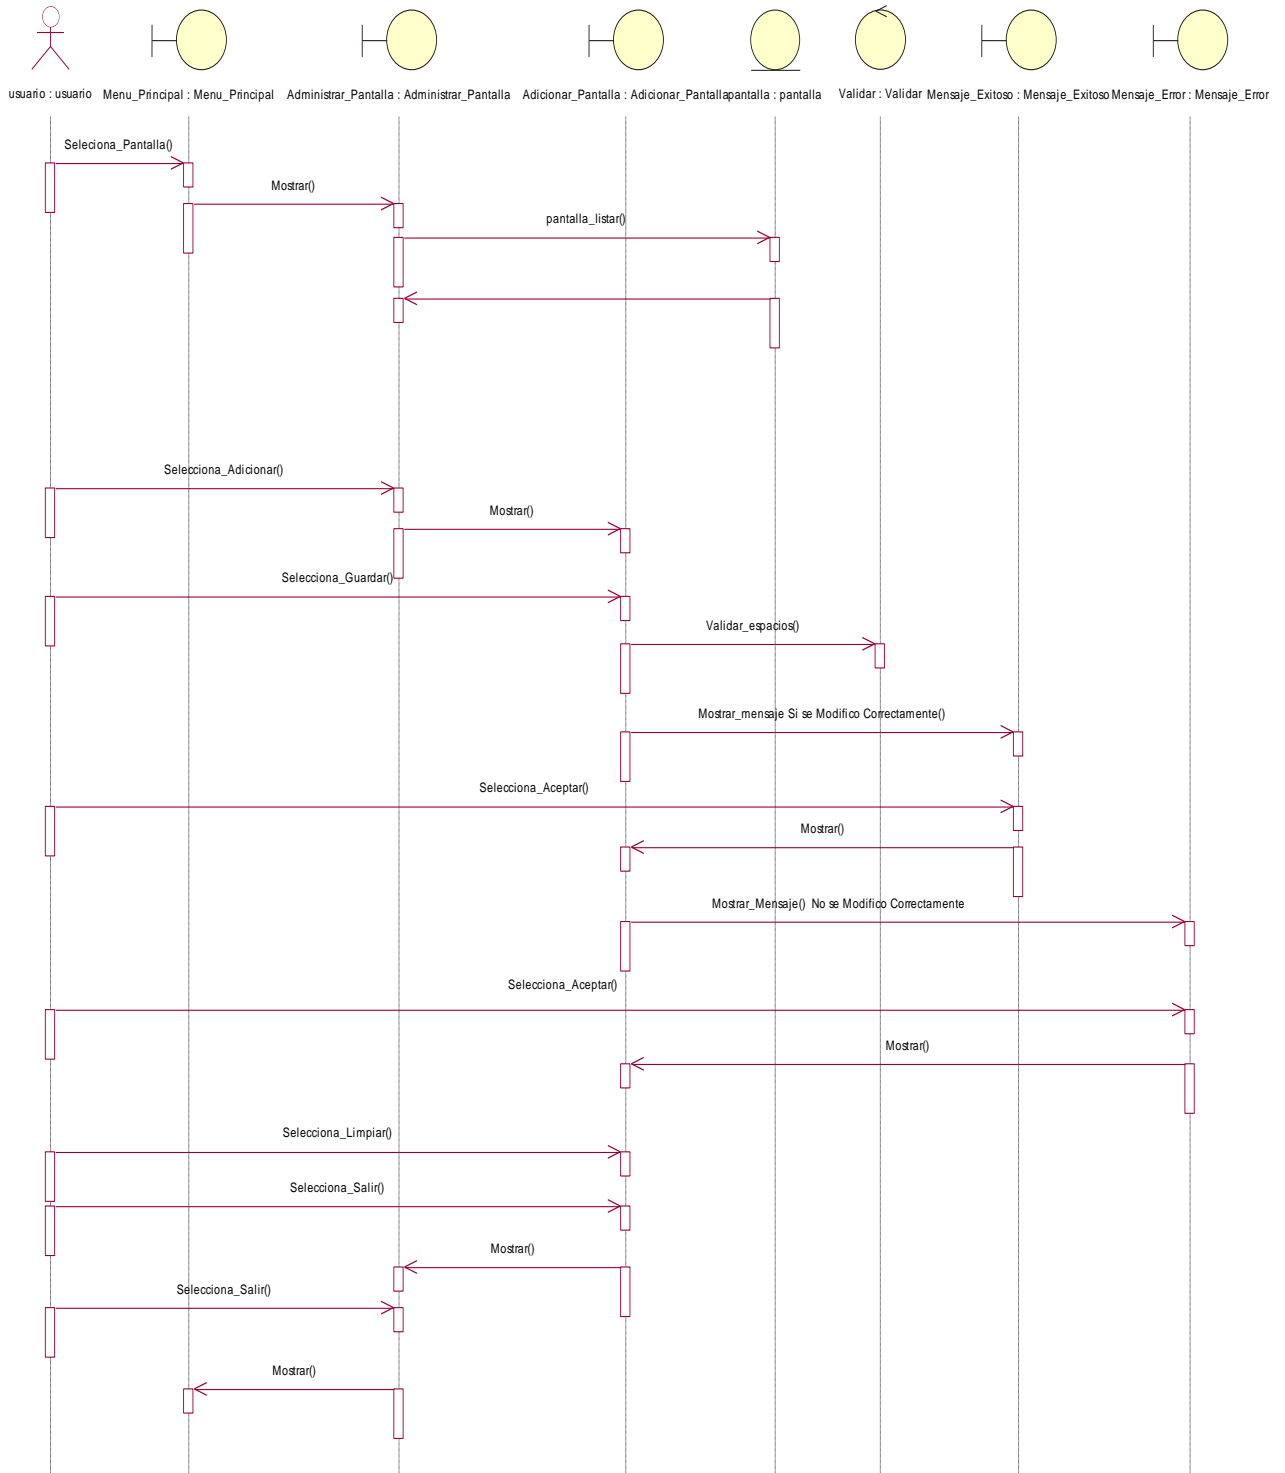 usuario : usuario
Menu_Principal : Menu_Principal
Administrar_Pantalla : Administrar_Pantalla
Adicionar_Pantalla : Adicionar_Pantalla
pantalla : pantalla
Validar : Validar
Mensaje_Exitoso : Mensaje_Exitoso
Mensaje_Error : Mensaje_Error
Seleciona_Pantalla()
Mostrar()
pantalla_listar()
Selecciona_Adicionar()
Mostrar()
Selecciona_Guardar()
Validar_espacios()
Mostrar_mensaje Si se Modifico Correctamente()
Selecciona_Aceptar()
Mostrar()
Mostrar_Mensaje() No se Modifico Correctamente
Selecciona_Aceptar()
Mostrar()
Selecciona_Limpiar()
Selecciona_Salir()
Mostrar()
Selecciona_Salir()
Mostrar()